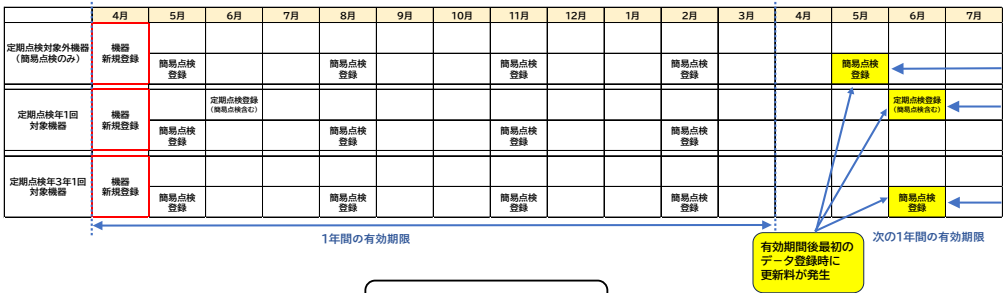 4月 5月 6月 7月 8月 9月 10月 11月 12月 1月 2月 3月 4月 5月 6月 7月
定期点検対象外機器
（簡易点検のみ）
機器
新規登録
簡易点検
登録
簡易点検
登録
簡易点検
登録
簡易点検
登録
簡易点検
登録
定期点検年1回
対象機器
機器
新規登録
定期点検登録
（簡易点検含む）
定期点検登録
（簡易点検含む）
簡易点検
登録
簡易点検
登録
簡易点検
登録
簡易点検
登録
定期点検年3年1回
対象機器
機器
新規登録
簡易点検
登録
簡易点検
登録
簡易点検
登録
簡易点検
登録
簡易点検
登録
1年間の有効期限
次の1年間の有効期限
有効期間後最初の
データ登録時に
更新料が発生